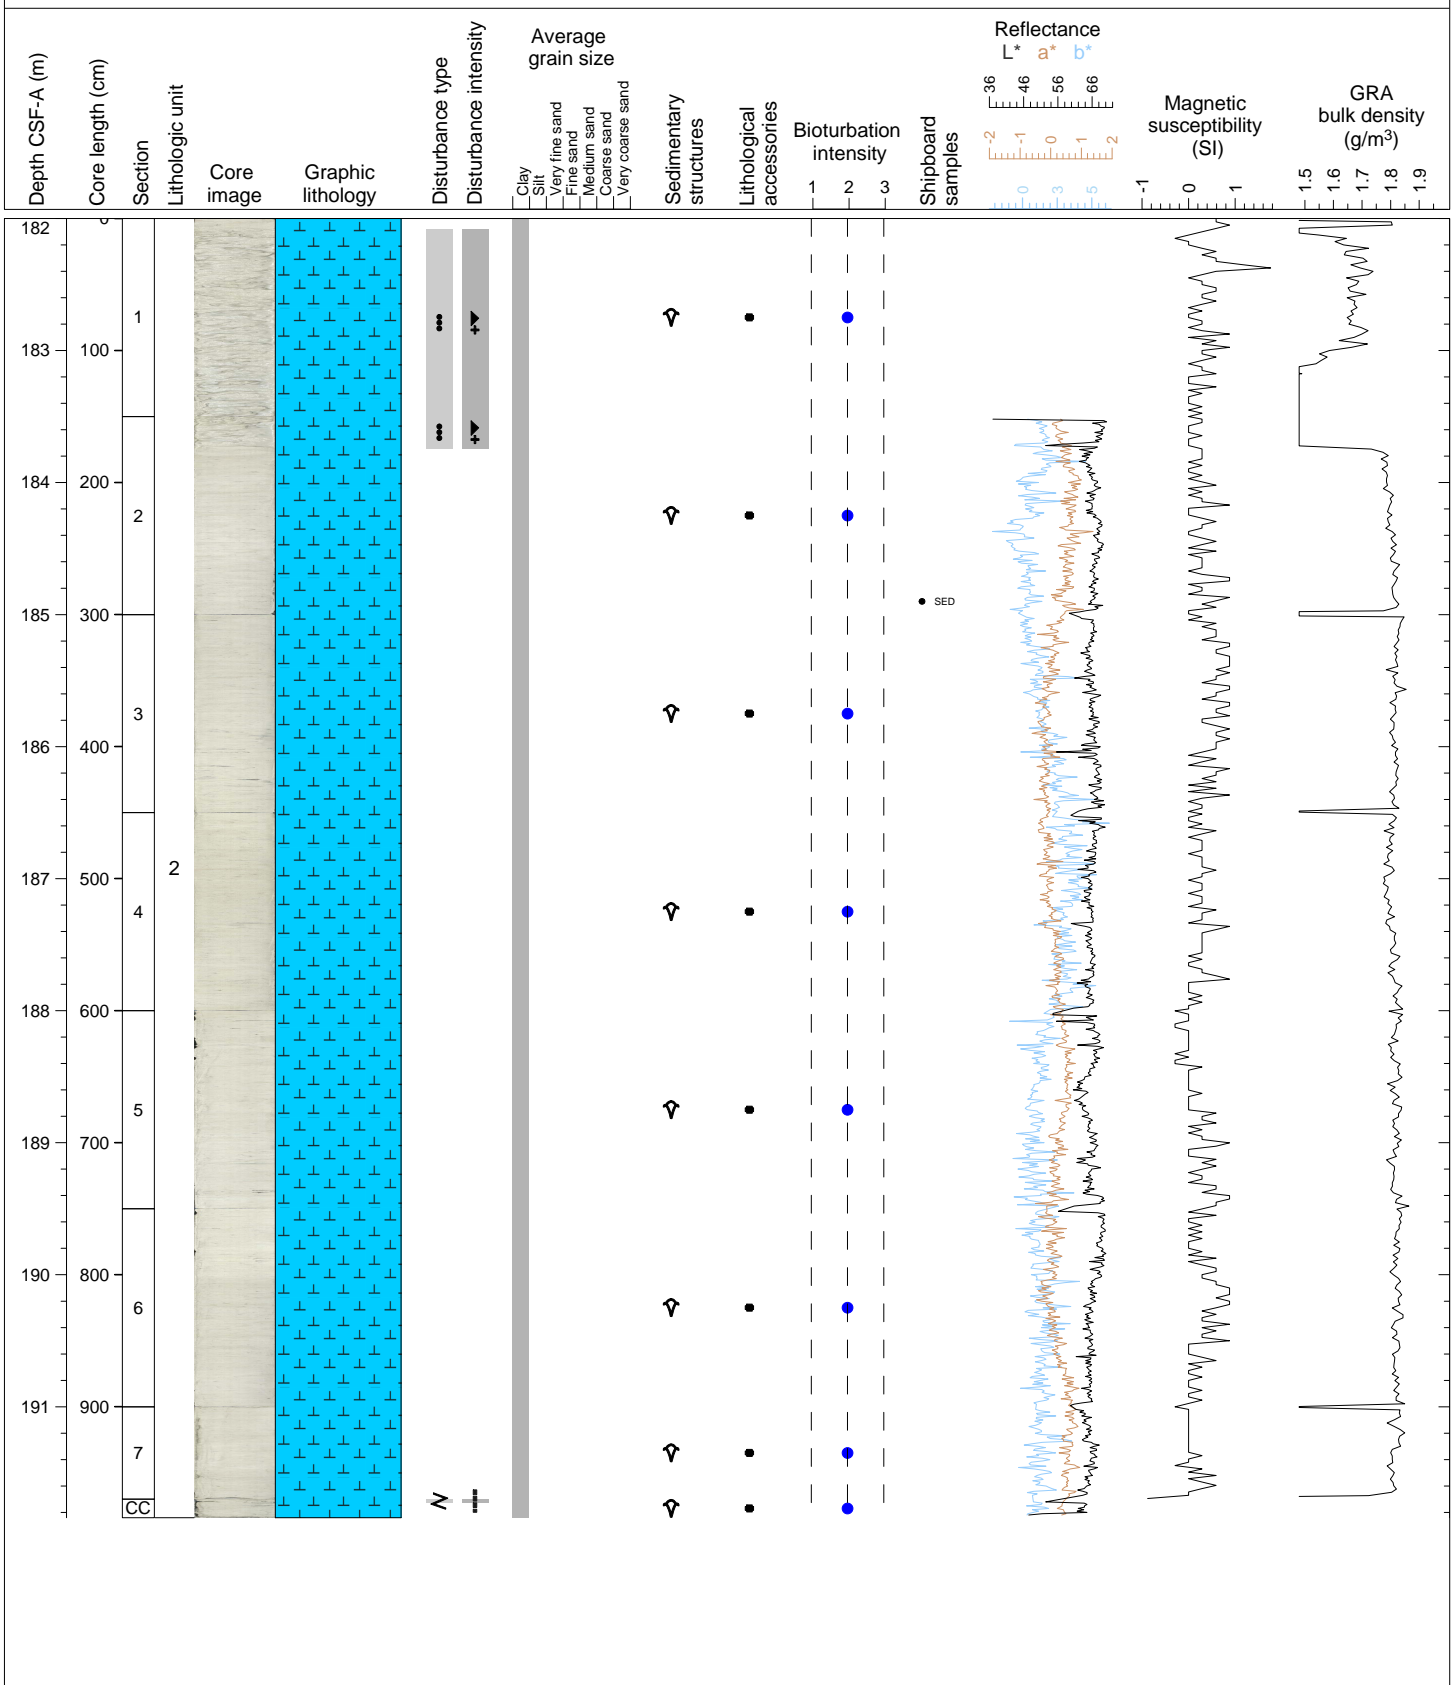 Depth CSF-A (m)
Core length (cm)
Section
Lithologic unit
Core
image
Graphic
lithology
Disturbance type
Disturbance intensity
Average
grain size
Clay
Silt
Very fine sand
Fine sand
Medium sand
Coarse sand
Very coarse sand
Sedimentary
structures
Lithological
accessories
Bioturbation
intensity
1 2 3
Shipboard
samples
Reflectance
L* a* b*
36 46 56 66
-2 -1 0 1 2
0 3 5
Magnetic
susceptibility
(SI)
-1 0 1
GRA
bulk density
(g/m³)
1.5 1.6 1.7 1.8 1.9
182 0
1
183 100
184 200
2
SED
185 300
3
186 400
2
187 500
4
188 600
5
189 700
190 800
6
191 900
7
CC